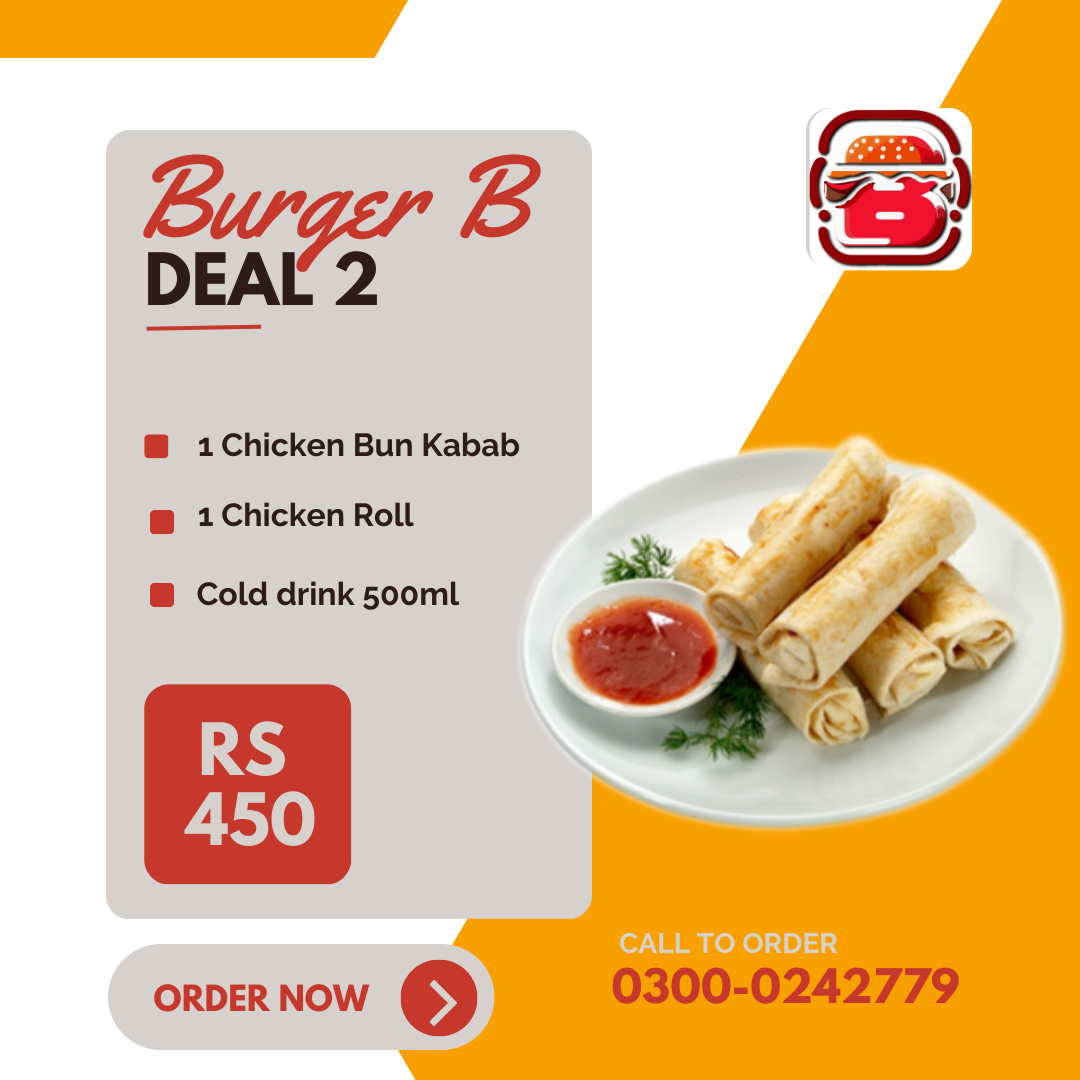 Burger B
DEAL 2
1 Chicken Bun Kabab
1 Chicken Roll
Cold drink 500ml
RS
450
ORDER NOW
CALL TO ORDER
0300-0242779